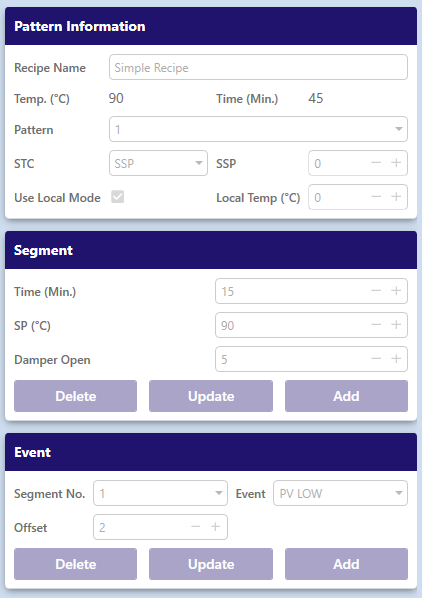 Pattern Information
Recipe Name Simple Recipe
Temp. (°C) 90 Time (Min.) 45
Pattern 1
STC SSP SSP 0
Use Local Mode Local Temp (°C) 0
Segment
Time (Min.) 15
SP (°C) 90
Damper Open 5
Delete Update Add
Event
Segment No. 1 Event PV LOW
Offset 2
Delete Update Add